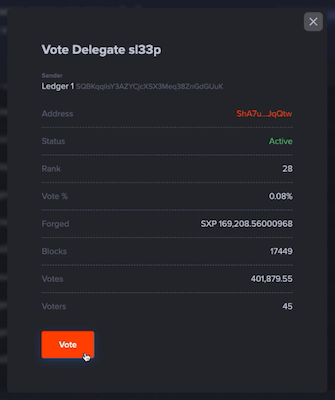 Vote Delegate sl33p
Sender
Ledger 1 SQBKqqiisY3AZYCjcXSX3Meq38ZnGdGUuK
Address ShA7u...JqQtw
Status Active
Rank 28
Vote % 0.08%
Forged SXP 169,208.56000968
Blocks 17449
Votes 401,879.55
Voters 45
Vote